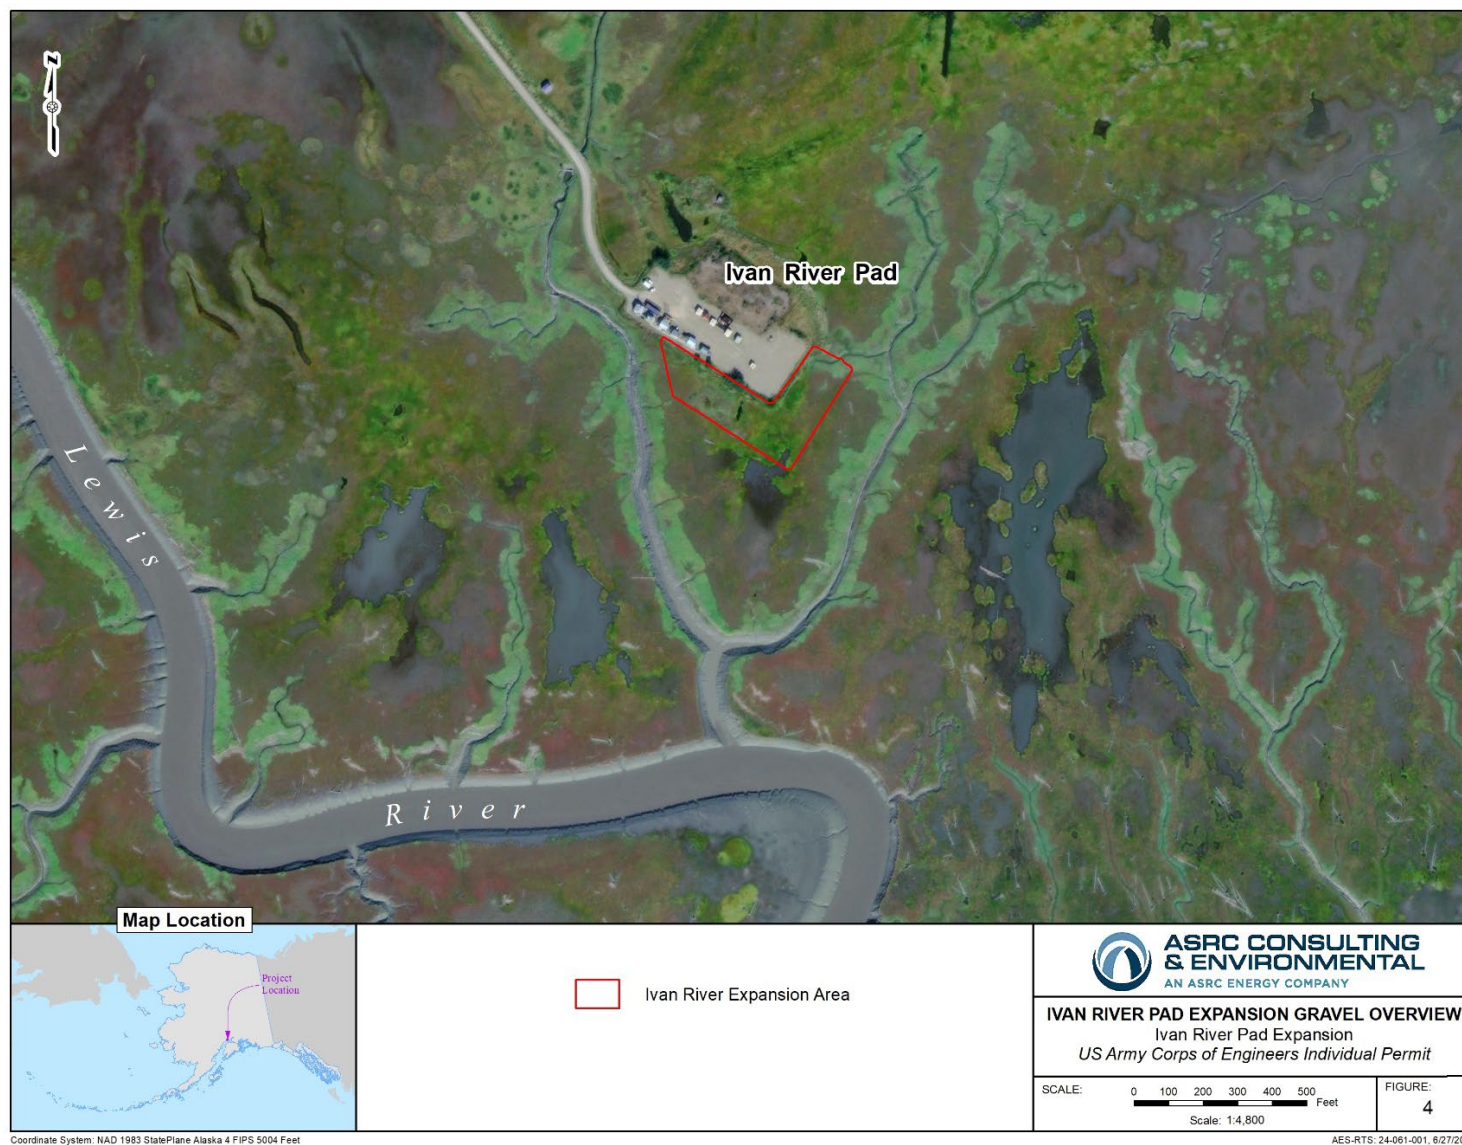 N
Ivan River Pad
Lewis
River
Map Location
Project
Location
Ivan River Expansion Area
ASRC CONSULTING
& ENVIRONMENTAL
AN ASRC ENERGY COMPANY
IVAN RIVER PAD EXPANSION GRAVEL OVERVIEW
Ivan River Pad Expansion
US Army Corps of Engineers Individual Permit
SCALE:
0 100 200 300 400 500
Feet
Scale: 1:4,800
FIGURE:
4
Coordinate System: NAD 1983 StatePlane Alaska 4 FIPS 5004 Feet
AES-RTS: 24-061-001, 6/27/20